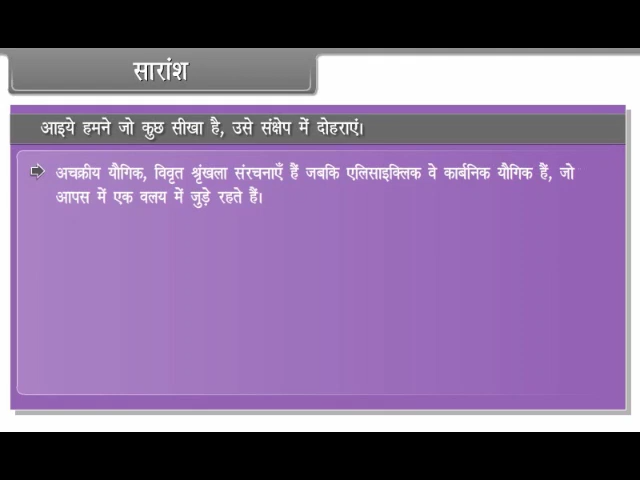 सारांश
आइये हमने जो कुछ सीखा है, उसे संक्षेप में दोहराएं।
अचक्रीय यौगिक, विवृत श्रृंखला संरचनाएँ हैं जबकि एलिसाइक्लिक वे कार्बनिक यौगिक हैं, जो
आपस में एक वलय में जुड़े रहते हैं।